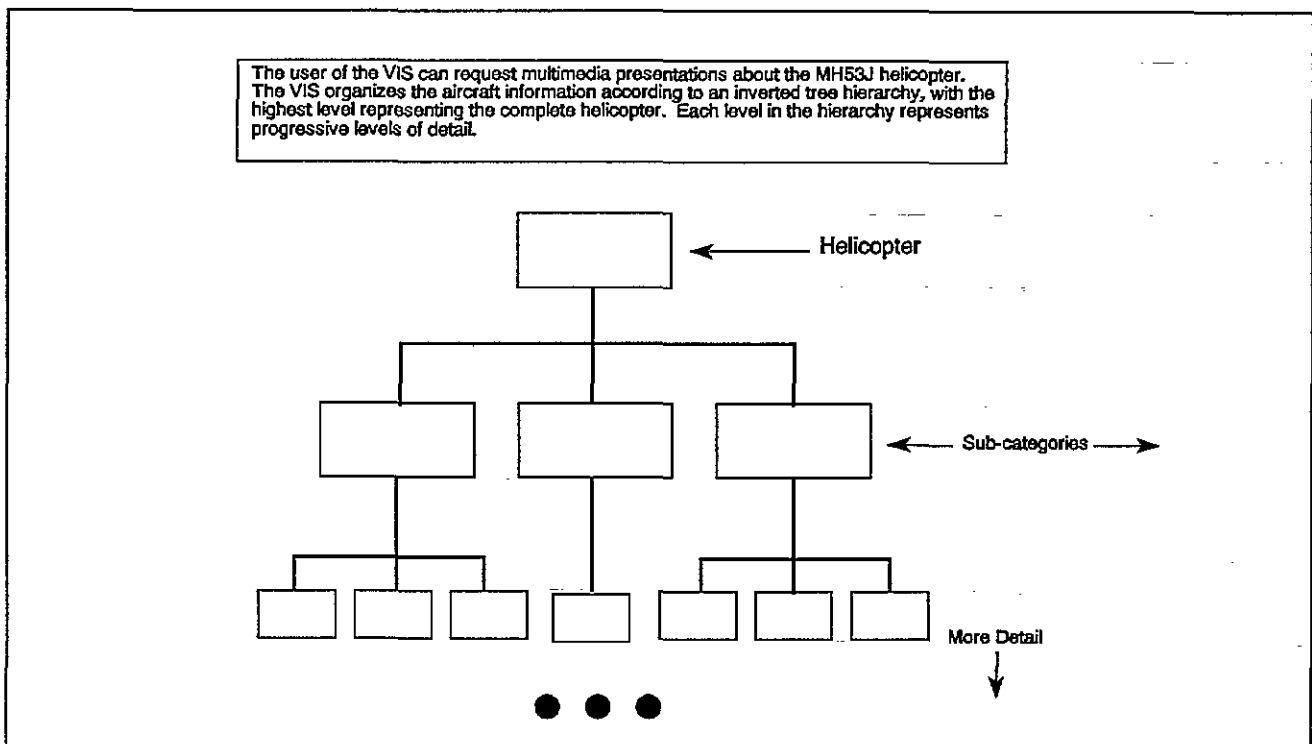 The user of the VIS can request multimedia presentations about the MH53J helicopter.
The VIS organizes the aircraft information according to an inverted tree hierarchy, with the
highest level representing the complete helicopter. Each level in the hierarchy represents
progressive levels of detail.
Helicopter
Sub-categories
More Detail